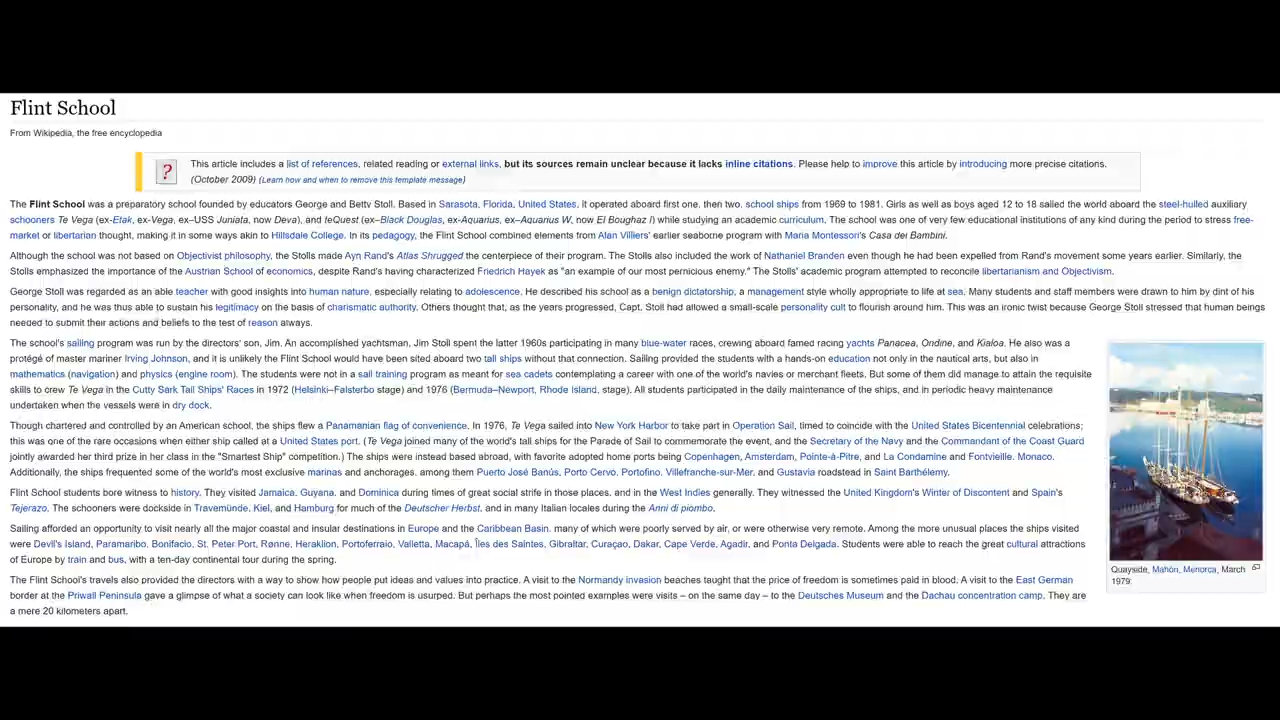 Flint School
From Wikipedia, the free encyclopedia
This article includes a list of references, related reading or external links, but its sources remain unclear because it lacks inline citations. Please help to improve this article by introducing more precise citations.
(October 2009) (Learn how and when to remove this template message)
The Flint School was a preparatory school founded by educators George and Betty Stoll. Based in Sarasota, Florida, United States, it operated aboard first one, then two, school ships from 1969 to 1981. Girls as well as boys aged 12 to 18 sailed the world aboard the steel-hulled auxiliary
schooners Te Vega (ex-Etak, ex-Vega, ex–USS Juniata, now Deva), and teQuest (ex–Black Douglas, ex-Aquarius, ex–Aquarius W, now El Boughaz I) while studying an academic curriculum. The school was one of very few educational institutions of any kind during the period to stress free-
market or libertarian thought, making it in some ways akin to Hillsdale College. In its pedagogy, the Flint School combined elements from Alan Villiers' earlier seaborne program with Maria Montessori's Casa dei Bambini.
Although the school was not based on Objectivist philosophy, the Stolls made Ayn Rand's Atlas Shrugged the centerpiece of their program. The Stolls also included the work of Nathaniel Branden even though he had been expelled from Rand's movement some years earlier. Similarly, the
Stolls emphasized the importance of the Austrian School of economics, despite Rand's having characterized Friedrich Hayek as "an example of our most pernicious enemy." The Stolls' academic program attempted to reconcile libertarianism and Objectivism.
George Stoll was regarded as an able teacher with good insights into human nature, especially relating to adolescence. He described his school as a benign dictatorship, a management style wholly appropriate to life at sea. Many students and staff members were drawn to him by dint of his
personality, and he was thus able to sustain his legitimacy on the basis of charismatic authority. Others thought that, as the years progressed, Capt. Stoll had allowed a small-scale personality cult to flourish around him. This was an ironic twist because George Stoll stressed that human beings
needed to submit their actions and beliefs to the test of reason always.
The school's sailing program was run by the directors' son, Jim. An accomplished yachtsman, Jim Stoll spent the latter 1960s participating in many blue-water races, crewing aboard famed racing yachts Panacea, Ondine, and Kialoa. He also was a
protégé of master mariner Irving Johnson, and it is unlikely the Flint School would have been sited aboard two tall ships without that connection. Sailing provided the students with a hands-on education not only in the nautical arts, but also in
mathematics (navigation) and physics (engine room). The students were not in a sail training program as meant for sea cadets contemplating a career with one of the world's navies or merchant fleets. But some of them did manage to attain the requisite
skills to crew Te Vega in the Cutty Sark Tall Ships' Races in 1972 (Helsinki–Falsterbo stage) and 1976 (Bermuda–Newport, Rhode Island, stage). All students participated in the daily maintenance of the ships, and in periodic heavy maintenance
undertaken when the vessels were in dry dock.
Though chartered and controlled by an American school, the ships flew a Panamanian flag of convenience. In 1976, Te Vega sailed into New York Harbor to take part in Operation Sail, timed to coincide with the United States Bicentennial celebrations;
this was one of the rare occasions when either ship called at a United States port. (Te Vega joined many of the world's tall ships for the Parade of Sail to commemorate the event, and the Secretary of the Navy and the Commandant of the Coast Guard
jointly awarded her third prize in her class in the "Smartest Ship" competition.) The ships were instead based abroad, with favorite adopted home ports being Copenhagen, Amsterdam, Pointe-à-Pitre, and La Condamine and Fontvieille, Monaco.
Additionally, the ships frequented some of the world's most exclusive marinas and anchorages, among them Puerto José Banús, Porto Cervo, Portofino, Villefranche-sur-Mer, and Gustavia roadstead in Saint Barthélemy.
Flint School students bore witness to history. They visited Jamaica, Guyana, and Dominica during times of great social strife in those places, and in the West Indies generally. They witnessed the United Kingdom's Winter of Discontent and Spain's
Tejerazo. The schooners were dockside in Travemünde, Kiel, and Hamburg for much of the Deutscher Herbst, and in many Italian locales during the Anni di piombo.
Sailing afforded an opportunity to visit nearly all the major coastal and insular destinations in Europe and the Caribbean Basin, many of which were poorly served by air, or were otherwise very remote. Among the more unusual places the ships visited
were Devil's Island, Paramaribo, Bonifacio, St. Peter Port, Rønne, Heraklion, Portoferraio, Valletta, Macapá, Îles des Saintes, Gibraltar, Curaçao, Dakar, Cape Verde, Agadir, and Ponta Delgada. Students were able to reach the great cultural attractions
of Europe by train and bus, with a ten-day continental tour during the spring.
The Flint School's travels also provided the directors with a way to show how people put ideas and values into practice. A visit to the Normandy invasion beaches taught that the price of freedom is sometimes paid in blood. A visit to the East German
border at the Priwall Peninsula gave a glimpse of what a society can look like when freedom is usurped. But perhaps the most pointed examples were visits – on the same day – to the Deutsches Museum and the Dachau concentration camp. They are
a mere 20 kilometers apart.
Quayside, Mahón, Menorca, March
1979.